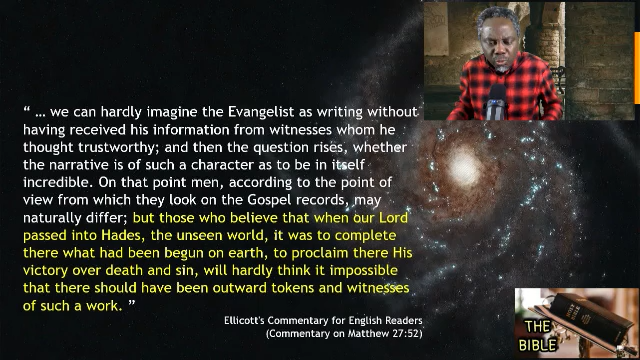 “ … we can hardly imagine the Evangelist as writing without
having received his information from witnesses whom he
thought trustworthy; and then the question rises, whether
the narrative is of such a character as to be in itself
incredible. On that point men, according to the point of
view from which they look on the Gospel records, may
naturally differ; but those who believe that when our Lord
passed into Hades, the unseen world, it was to complete
there what had been begun on earth, to proclaim there His
victory over death and sin, will hardly think it impossible
that there should have been outward tokens and witnesses
of such a work. ”
Ellicott's Commentary for English Readers
(Commentary on Matthew 27:52)
THE
BIBLE
HOLY
BIBLE